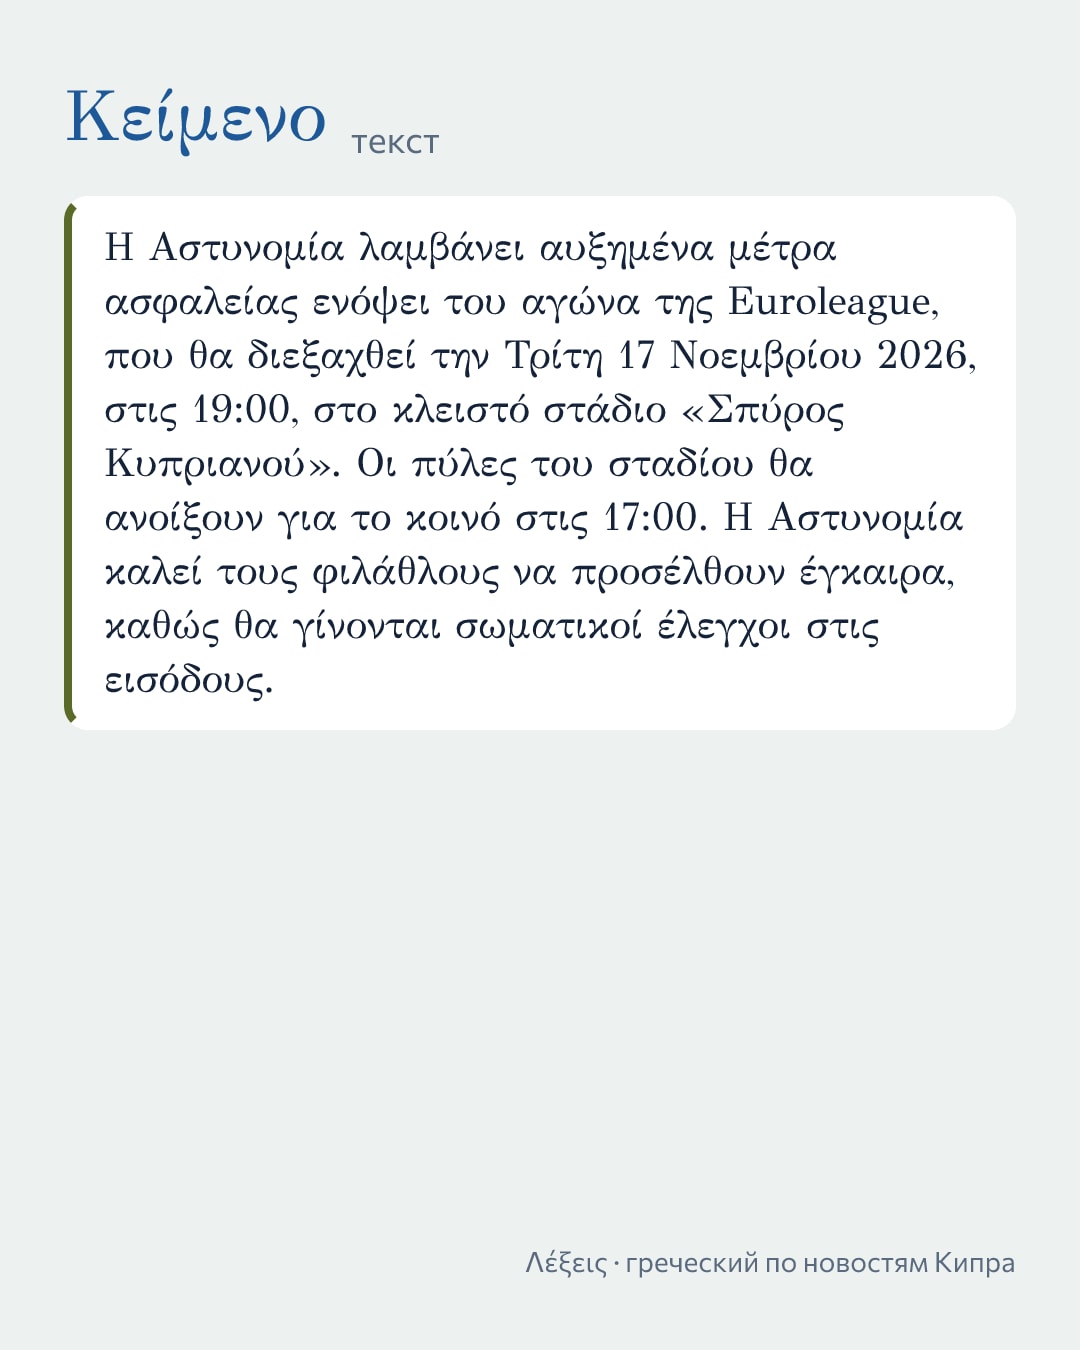 Κείμενο текст
Η Αστυνομία λαμβάνει αυξημένα μέτρα
ασφαλείας ενόψει του αγώνα της Euroleague,
που θα διεξαχθεί την Τρίτη 17 Νοεμβρίου 2026,
στις 19:00, στο κλειστό στάδιο «Σπύρος
Κυπριανού». Οι πύλες του σταδίου θα
ανοίξουν για το κοινό στις 17:00. Η Αστυνομία
καλεί τους φιλάθλους να προσέλθουν έγκαιρα,
καθώς θα γίνονται σωματικοί έλεγχοι στις
εισόδους.
Λέξεις · греческий по новостям Кипра